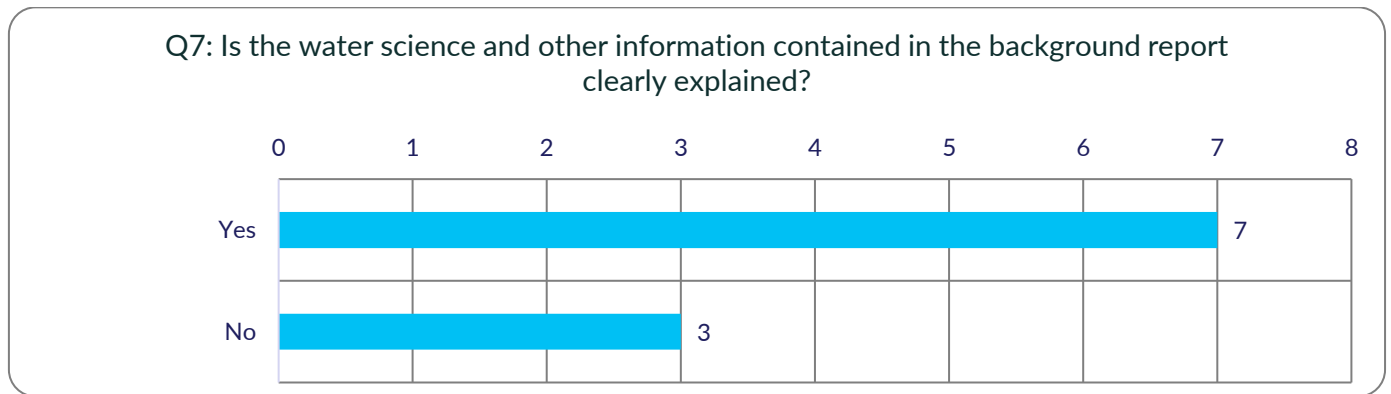 Q7: Is the water science and other information contained in the background report
clearly explained?
0 1 2 3 4 5 6 7 8
Yes 7
No 3